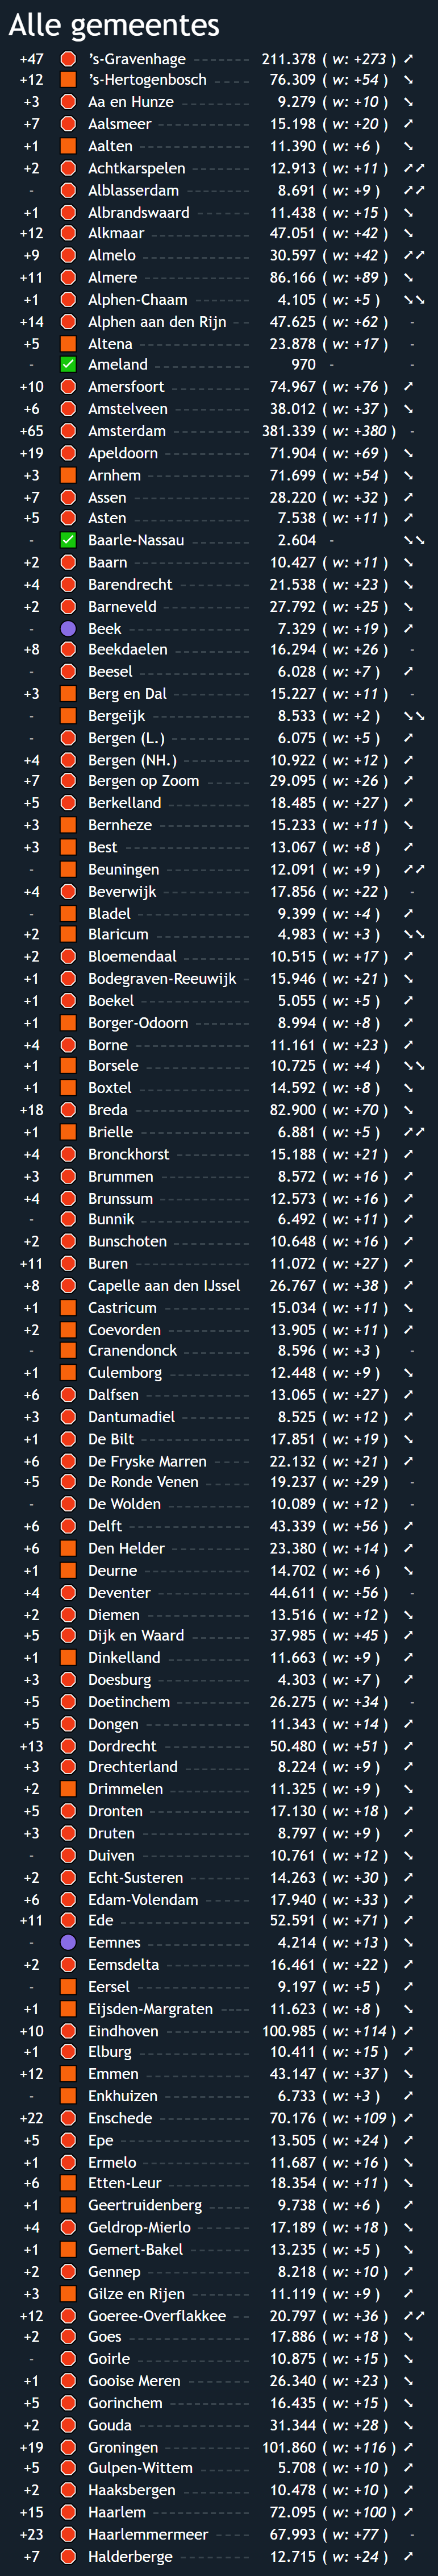 Alle gemeentes
+47 's-Gravenhage 211.378 ( w: +273 )
+12 's-Hertogenbosch 76.309 ( w: +54 )
+3 Aa en Hunze 9.279 ( w: +10 )
+7 Aalsmeer 15.198 ( w: +20 )
+1 Aalten 11.390 ( w: +6 )
+2 Achtkarspelen 12.913 ( w: +11 )
- Alblasserdam 8.691 ( w: +9 )
+1 Albrandswaard 11.438 ( w: +15 )
+12 Alkmaar 47.051 ( w: +42 )
+9 Almelo 30.597 ( w: +42 )
+11 Almere 86.166 ( w: +89 )
+1 Alphen-Chaam 4.105 ( w: +5 )
+14 Alphen aan den Rijn 47.625 ( w: +62 ) -
+5 Altena 23.878 ( w: +17 ) -
- Ameland 970 - -
+10 Amersfoort 74.967 ( w: +76 )
+6 Amstelveen 38.012 ( w: +37 )
+65 Amsterdam 381.339 ( w: +380 ) -
+19 Apeldoorn 71.904 ( w: +69 )
+3 Arnhem 71.699 ( w: +54 )
+7 Assen 28.220 ( w: +32 )
+5 Asten 7.538 ( w: +11 )
- Baarle-Nassau 2.604 -
+2 Baarn 10.427 ( w: +11 )
+4 Barendrecht 21.538 ( w: +23 )
+2 Barneveld 27.792 ( w: +25 )
- Beek 7.329 ( w: +19 )
+8 Beekdaelen 16.294 ( w: +26 ) -
- Beesel 6.028 ( w: +7 )
+3 Berg en Dal 15.227 ( w: +11 ) -
- Bergeijk 8.533 ( w: +2 )
- Bergen (L.) 6.075 ( w: +5 )
+4 Bergen (NH.) 10.922 ( w: +12 )
+7 Bergen op Zoom 29.095 ( w: +26 )
+5 Berkelland 18.485 ( w: +27 )
+3 Bernheze 15.233 ( w: +11 )
+3 Best 13.067 ( w: +8 )
- Beuningen 12.091 ( w: +9 )
+4 Beverwijk 17.856 ( w: +22 ) -
- Bladel 9.399 ( w: +4 )
+2 Blaricum 4.983 ( w: +3 )
+2 Bloemendaal 10.515 ( w: +17 )
+1 Bodegraven-Reeuwijk 15.946 ( w: +21 )
+1 Boekel 5.055 ( w: +5 )
+1 Borger-Odoorn 8.994 ( w: +8 )
+4 Borne 11.161 ( w: +23 )
+1 Borsele 10.725 ( w: +4 )
+1 Boxtel 14.592 ( w: +8 )
+18 Breda 82.900 ( w: +70 )
+1 Brielle 6.881 ( w: +5 )
+4 Bronckhorst 15.188 ( w: +21 )
+3 Brummen 8.572 ( w: +16 )
+4 Brunssum 12.573 ( w: +16 )
- Bunnik 6.492 ( w: +11 )
+2 Bunschoten 10.648 ( w: +16 )
+11 Buren 11.072 ( w: +27 )
+8 Capelle aan den IJssel 26.767 ( w: +38 )
+1 Castricum 15.034 ( w: +11 )
+2 Coevorden 13.905 ( w: +11 )
- Cranendonck 8.596 ( w: +3 ) -
+1 Culemborg 12.448 ( w: +9 )
+6 Dalfsen 13.065 ( w: +27 )
+3 Dantumadiel 8.525 ( w: +12 )
+1 De Bilt 17.851 ( w: +19 )
+6 De Fryske Marren 22.132 ( w: +21 )
+5 De Ronde Venen 19.237 ( w: +29 ) -
- De Wolden 10.089 ( w: +12 ) -
+6 Delft 43.339 ( w: +56 )
+6 Den Helder 23.380 ( w: +14 )
+1 Deurne 14.702 ( w: +6 )
+4 Deventer 44.611 ( w: +56 ) -
+2 Diemen 13.516 ( w: +12 )
+5 Dijk en Waard 37.985 ( w: +45 )
+1 Dinkelland 11.663 ( w: +9 )
+3 Doesburg 4.303 ( w: +7 )
+5 Doetinchem 26.275 ( w: +34 ) -
+5 Dongen 11.343 ( w: +14 )
+13 Dordrecht 50.480 ( w: +51 )
+3 Drechterland 8.224 ( w: +9 )
+2 Drimmelen 11.325 ( w: +9 )
+5 Dronten 17.130 ( w: +18 )
+3 Druten 8.797 ( w: +9 )
- Duiven 10.761 ( w: +12 )
+2 Echt-Susteren 14.263 ( w: +30 )
+6 Edam-Volendam 17.940 ( w: +33 )
+11 Ede 52.591 ( w: +71 )
- Eemnes 4.214 ( w: +13 )
+2 Eemsdelta 16.461 ( w: +22 )
- Eersel 9.197 ( w: +5 )
+1 Eijsden-Margraten 11.623 ( w: +8 )
+10 Eindhoven 100.985 ( w: +114 )
+1 Elburg 10.411 ( w: +15 )
+12 Emmen 43.147 ( w: +37 )
- Enkhuizen 6.733 ( w: +3 )
+22 Enschede 70.176 ( w: +109 )
+5 Epe 13.505 ( w: +24 )
+1 Ermelo 11.687 ( w: +16 )
+6 Etten-Leur 18.354 ( w: +11 )
+1 Geertruidenberg 9.738 ( w: +6 )
+4 Geldrop-Mierlo 17.189 ( w: +18 )
+1 Gemert-Bakel 13.235 ( w: +5 )
+2 Gennep 8.218 ( w: +10 )
+3 Gilze en Rijen 11.119 ( w: +9 )
+12 Goeree-Overflakkee 20.797 ( w: +36 )
+2 Goes 17.886 ( w: +18 )
- Goirle 10.875 ( w: +15 )
+1 Gooise Meren 26.340 ( w: +23 )
+5 Gorinchem 16.435 ( w: +15 )
+2 Gouda 31.344 ( w: +28 )
+19 Groningen 101.860 ( w: +116 )
+5 Gulpen-Wittem 5.708 ( w: +10 )
+2 Haaksbergen 10.478 ( w: +10 )
+15 Haarlem 72.095 ( w: +100 )
+23 Haarlemmermeer 67.993 ( w: +77 ) -
+7 Halderberge 12.715 ( w: +24 )